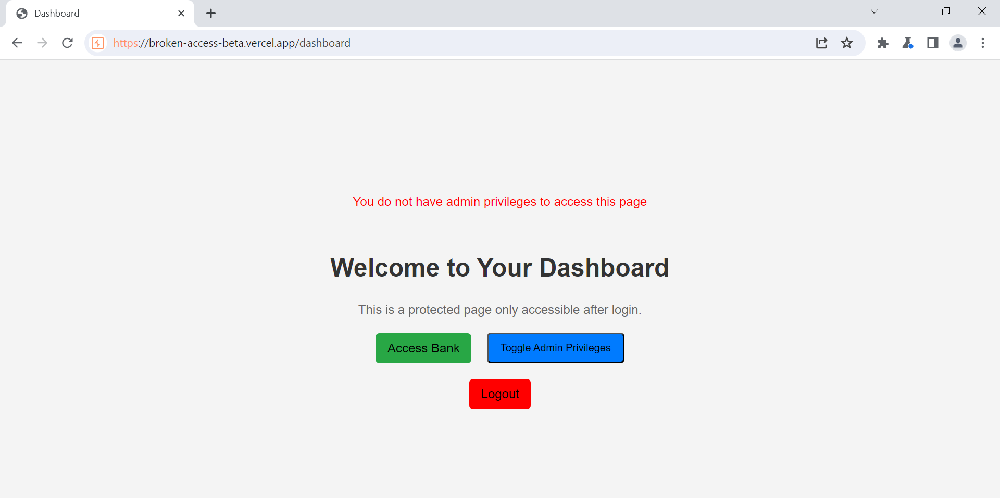 Dashboard
https://broken-access-beta.vercel.app/dashboard
You do not have admin privileges to access this page
Welcome to Your Dashboard
This is a protected page only accessible after login.
Access Bank
Toggle Admin Privileges
Logout